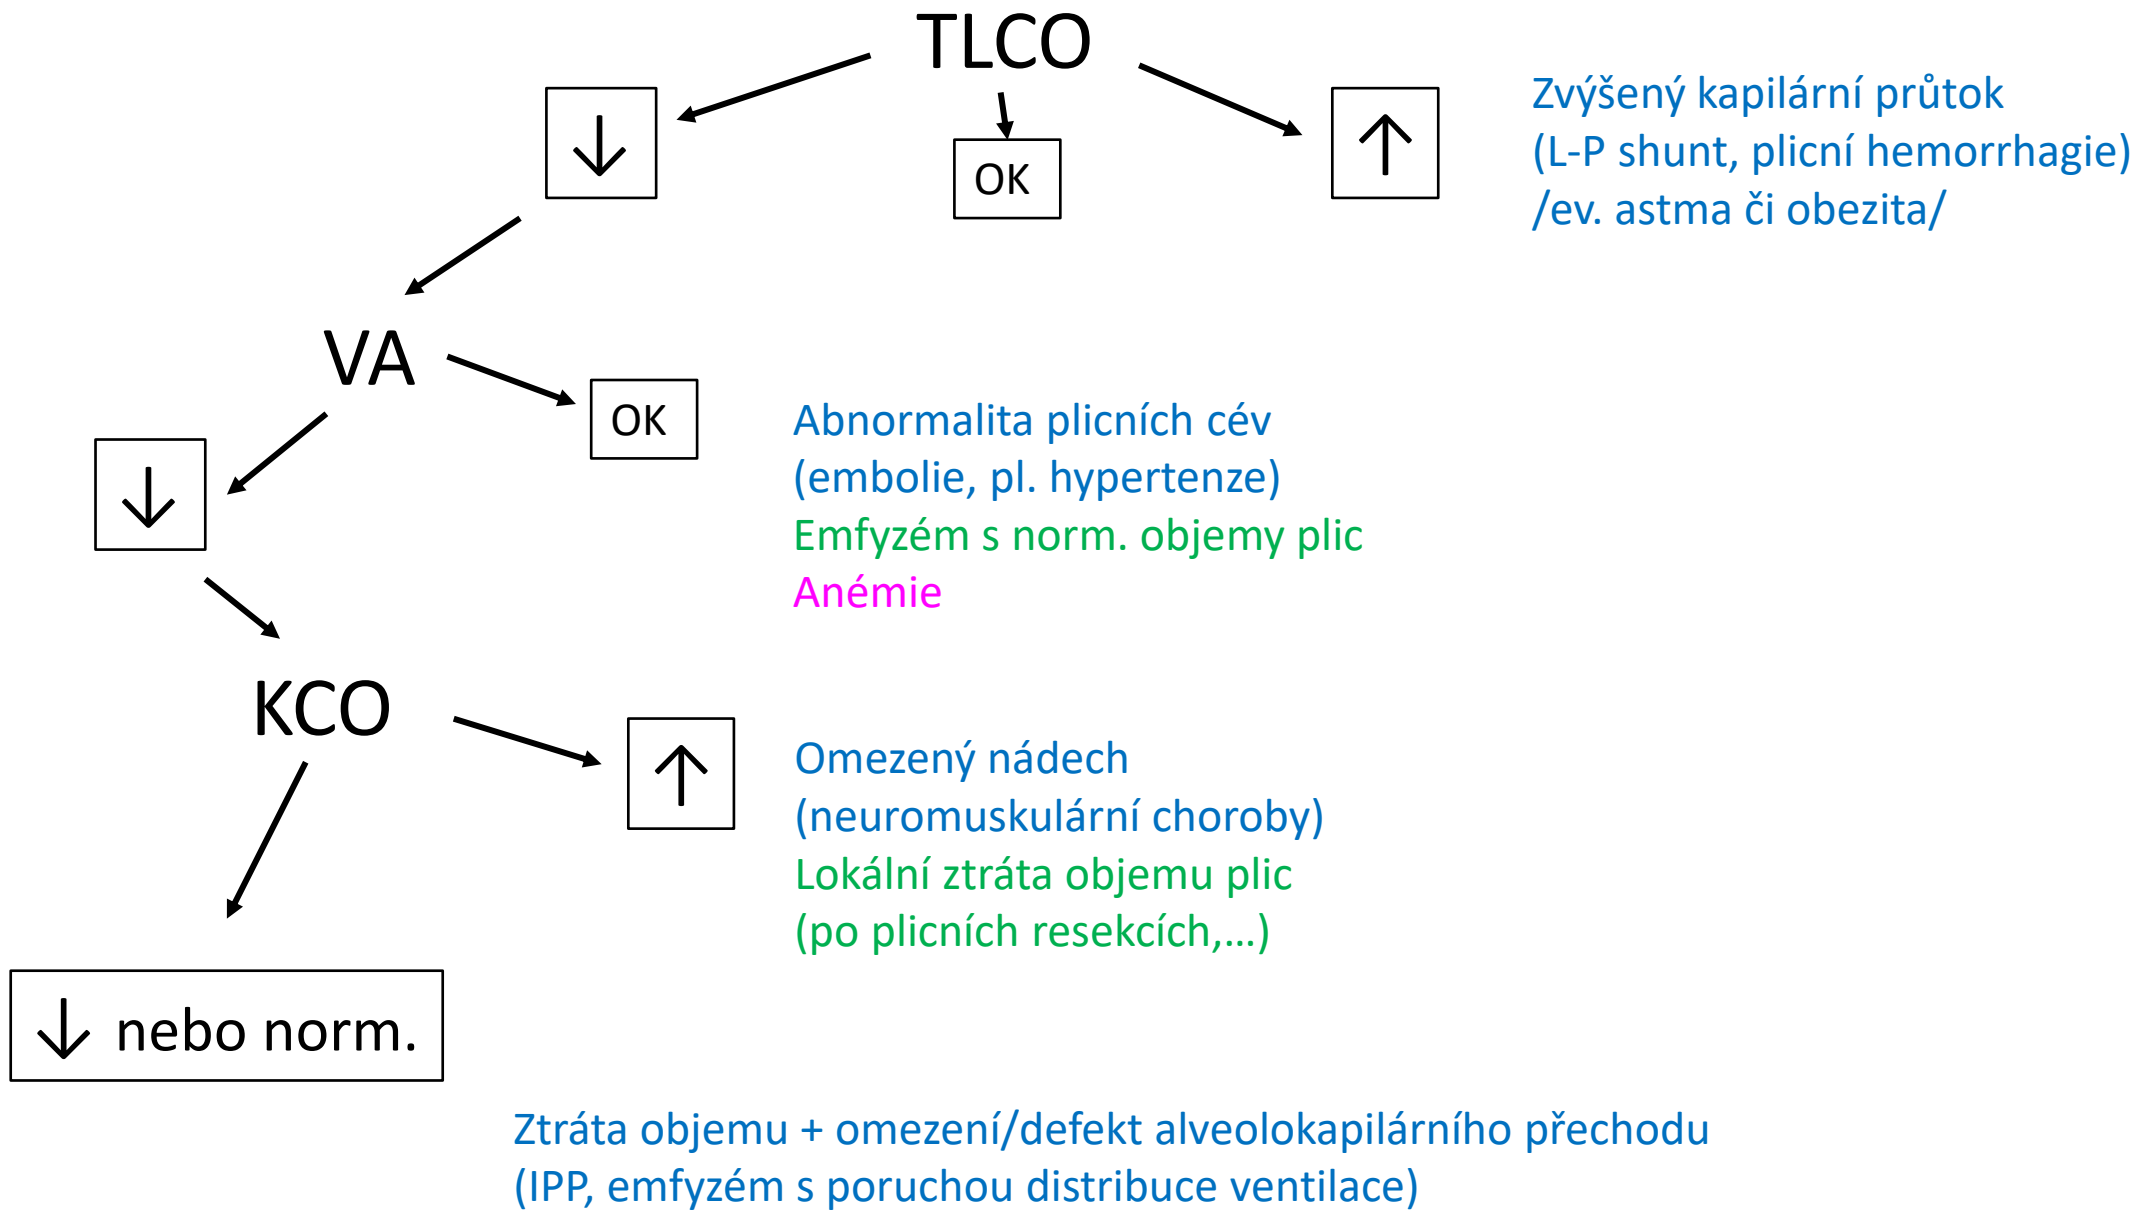 TLCO
↓
OK
↑
Zvýšený kapilární průtok
(L-P shunt, plicní hemorrhagie)
/ev. astma či obezita/
VA
↓
OK
Abnormalita plicních cév
(embolie, pl. hypertenze)
Emfyzém s norm. objemy plic
Anémie
KCO
↑
Omezený nádech
(neuromuskulární choroby)
Lokální ztráta objemu plic
(po plicních resekcích,...)
↓ nebo norm.
Ztráta objemu + omezení/defekt alveolokapilárního přechodu
(IPP, emfyzém s poruchou distribuce ventilace)